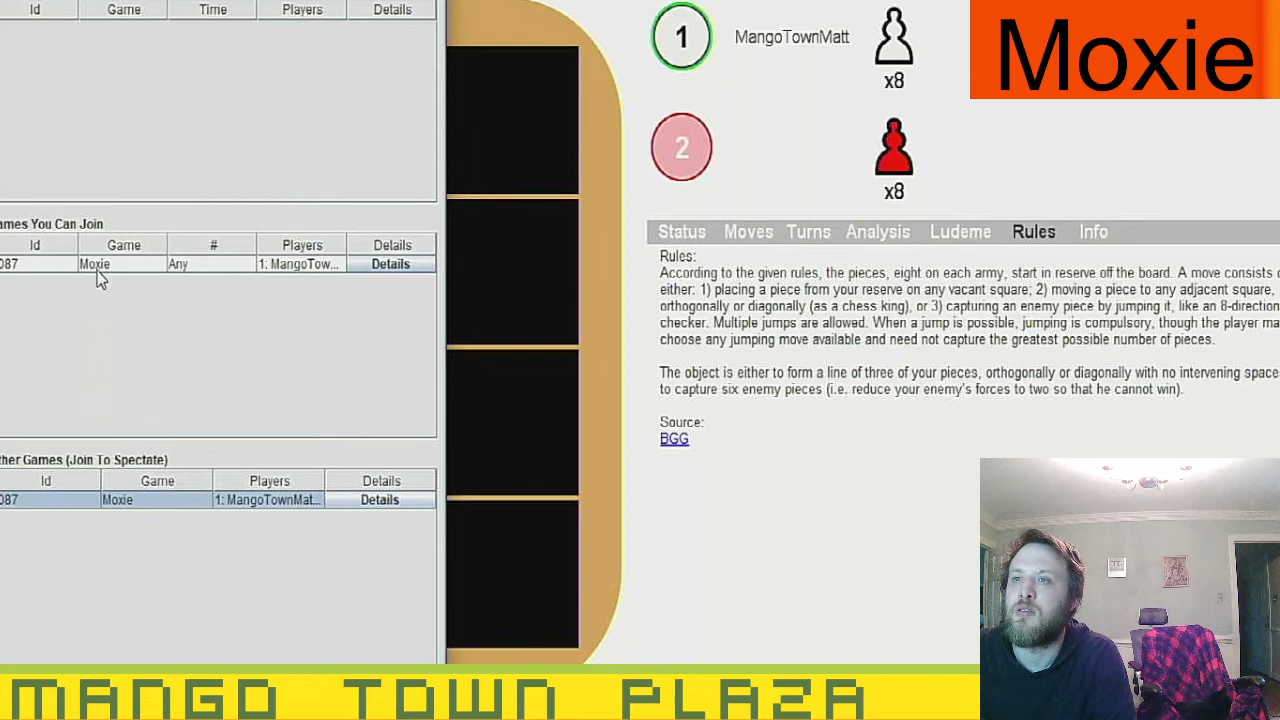 Id Game Time Players Details
ames You Can Join
Id Game # Players Details
087 Moxie Any 1: MangoTow... Details
ther Games (Join To Spectate)
Id Game Players Details
087 Moxie 1: MangoTownMat... Details
1 MangoTownMatt
x8
2
x8
Moxie
Status Moves Turns Analysis Ludeme Rules Info
Rules:
According to the given rules, the pieces, eight on each army, start in reserve off the board. A move consists o
either: 1) placing a piece from your reserve on any vacant square; 2) moving a piece to any adjacent square,
orthogonally or diagonally (as a chess king), or 3) capturing an enemy piece by jumping it, like an 8-direction
checker. Multiple jumps are allowed. When a jump is possible, jumping is compulsory, though the player ma
choose any jumping move available and need not capture the greatest possible number of pieces.
The object is either to form a line of three of your pieces, orthogonally or diagonally with no intervening space
to capture six enemy pieces (i.e. reduce your enemy's forces to two so that he cannot win).
Source:
BGG
MANGO TOWN PLAZA